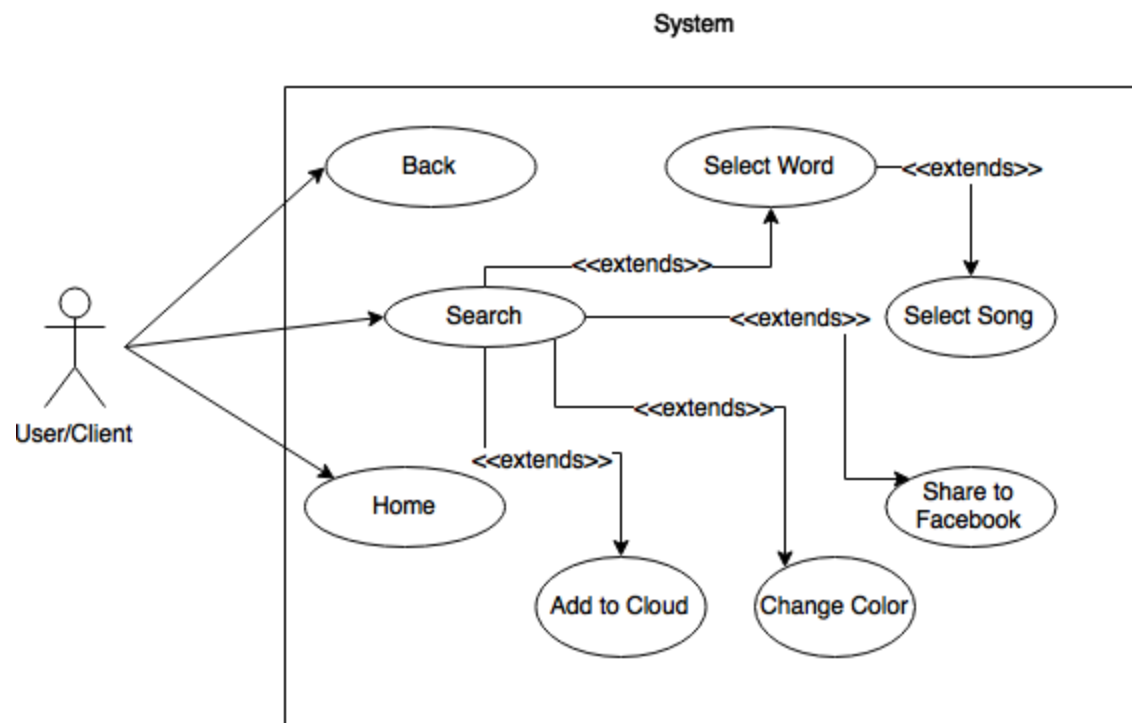 System
Back
Select Word
<<extends>>
<<extends>>
Search
<<extends>>
Select Song
<<extends>>
User/Client
<<extends>>
Home
Share to
Facebook
Add to Cloud
Change Color